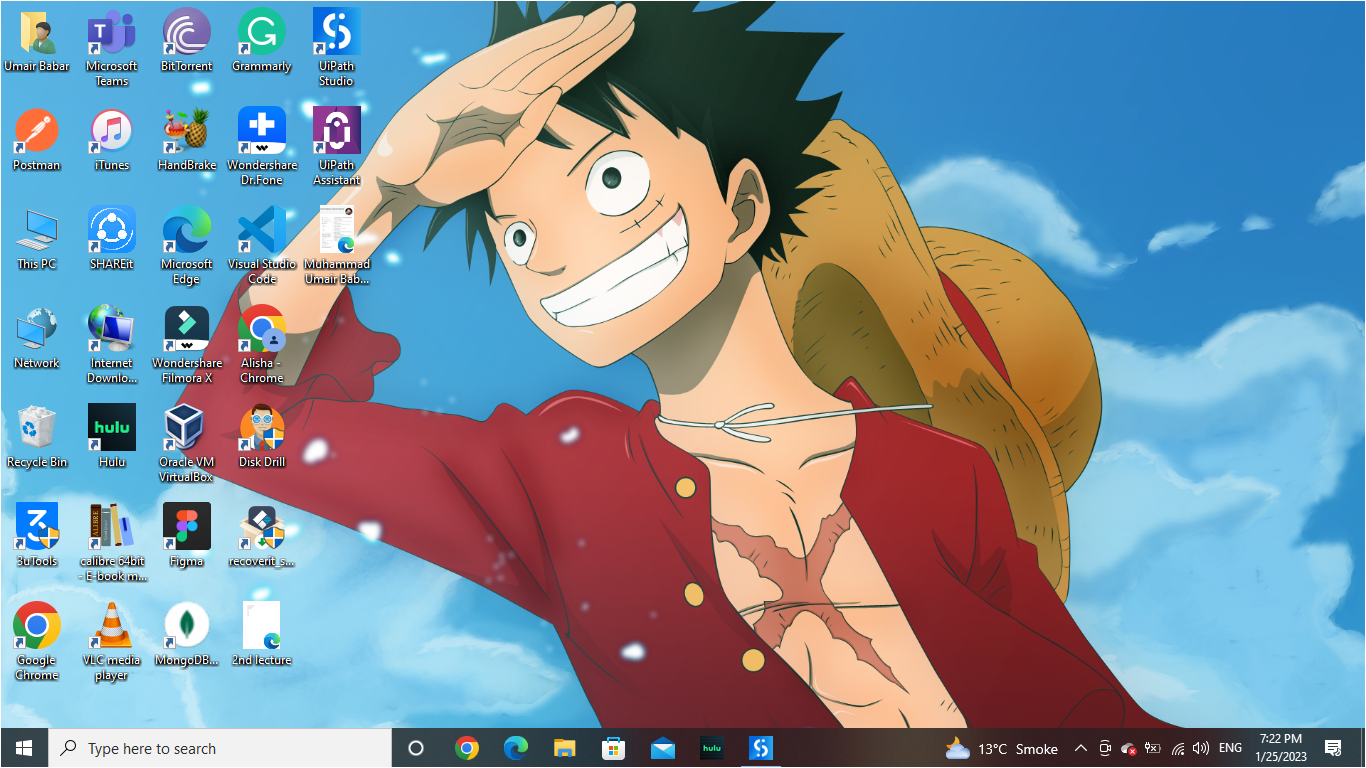 Umair Babar
Microsoft
Teams
BitTorrent
Grammarly
UiPath
Studio
Postman
iTunes
HandBrake
Wondershare
Dr.Fone
UiPath
Assistant
This PC
SHAREit
Microsoft
Edge
Visual Studio
Code
Muhammad
Umair Bab...
Network
Internet
Downlo...
Wondershare
Filmora X
Alisha -
Chrome
Recycle Bin
hulu
Hulu
Oracle VM
VirtualBox
Disk Drill
3uTools
CALIBRE
calibre 64bit
- E-book m...
Figma
recoverit_s...
Google
Chrome
VLC media
player
MongoDB...
2nd lecture
Type here to search
hulu
13°C Smoke
ENG
7:22 PM
1/25/2023